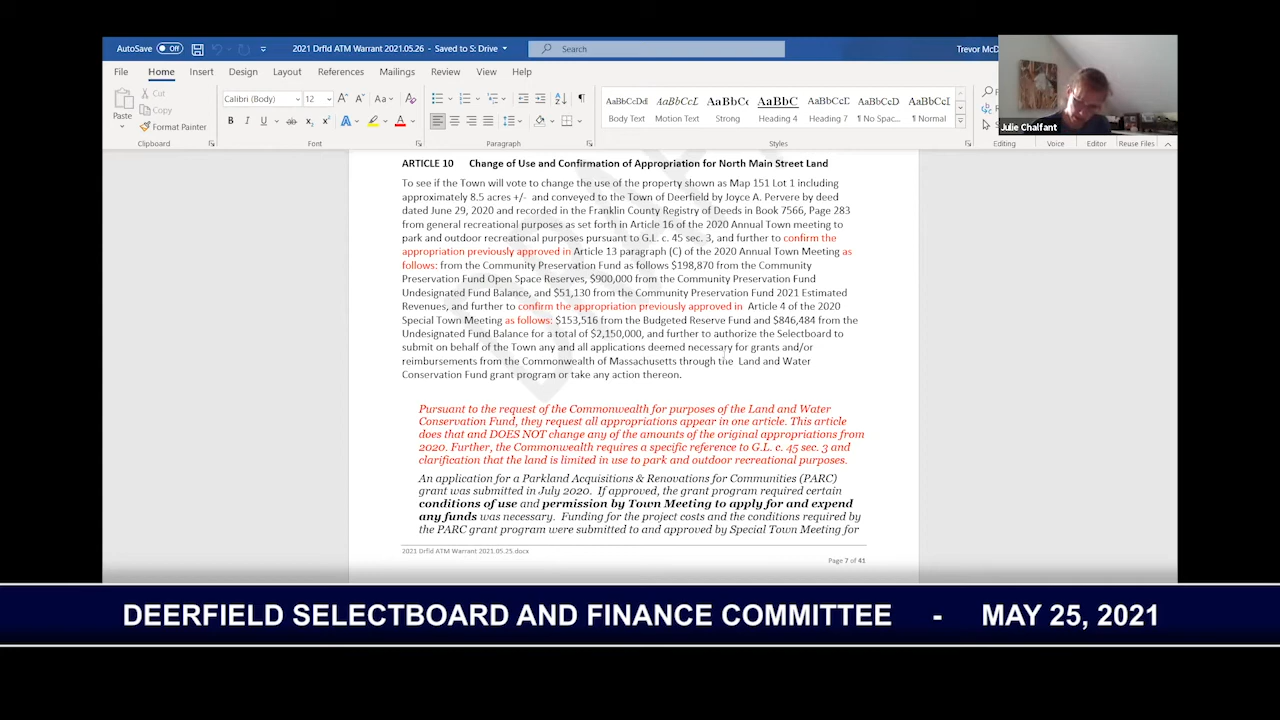 AutoSave Off 2021 Drfld ATM Warrant 2021.05.26 - Saved to S: Drive Search Trevor McD
File Home Insert Design Layout References Mailings Review View Help
Cut
Copy
Paste Format Painter
Calibri (Body) 12
AaBbCcDd AaBbCcL AaBbCc AaBbC AaBbCcDc AaBbCcD AaBbCcI
Body Text Motion Text Strong Heading 4 Heading 7 ¶ No Spac... ¶ Normal
Clipboard Font Paragraph Styles Editing Voice Editor Reuse Files
Julie Chalfant
ARTICLE 10 Change of Use and Confirmation of Appropriation for North Main Street Land
To see if the Town will vote to change the use of the property shown as Map 151 Lot 1 including
approximately 8.5 acres +/- and conveyed to the Town of Deerfield by Joyce A. Pervere by deed
dated June 29, 2020 and recorded in the Franklin County Registry of Deeds in Book 7566, Page 283
from general recreational purposes as set forth in Article 16 of the 2020 Annual Town meeting to
park and outdoor recreational purposes pursuant to G.L. c. 45 sec. 3, and further to confirm the
appropriation previously approved in Article 13 paragraph (C) of the 2020 Annual Town Meeting as
follows: from the Community Preservation Fund as follows $198,870 from the Community
Preservation Fund Open Space Reserves, $900,000 from the Community Preservation Fund
Undesignated Fund Balance, and $51,130 from the Community Preservation Fund 2021 Estimated
Revenues, and further to confirm the appropriation previously approved in Article 4 of the 2020
Special Town Meeting as follows: $153,516 from the Budgeted Reserve Fund and $846,484 from the
Undesignated Fund Balance for a total of $2,150,000, and further to authorize the Selectboard to
submit on behalf of the Town any and all applications deemed necessary for grants and/or
reimbursements from the Commonwealth of Massachusetts through the Land and Water
Conservation Fund grant program or take any action thereon.
Pursuant to the request of the Commonwealth for purposes of the Land and Water
Conservation Fund, they request all appropriations appear in one article. This article
does that and DOES NOT change any of the amounts of the original appropriations from
2020. Further, the Commonwealth requires a specific reference to G.L. c. 45 sec. 3 and
clarification that the land is limited in use to park and outdoor recreational purposes.
An application for a Parkland Acquisitions & Renovations for Communities (PARC)
grant was submitted in July 2020. If approved, the grant program required certain
conditions of use and permission by Town Meeting to apply for and expend
any funds was necessary. Funding for the project costs and the conditions required by
the PARC grant program were submitted to and approved by Special Town Meeting for
2021 Drfld ATM Warrant 2021.05.25.docx
Page 7 of 41
DEERFIELD SELECTBOARD AND FINANCE COMMITTEE - MAY 25, 2021